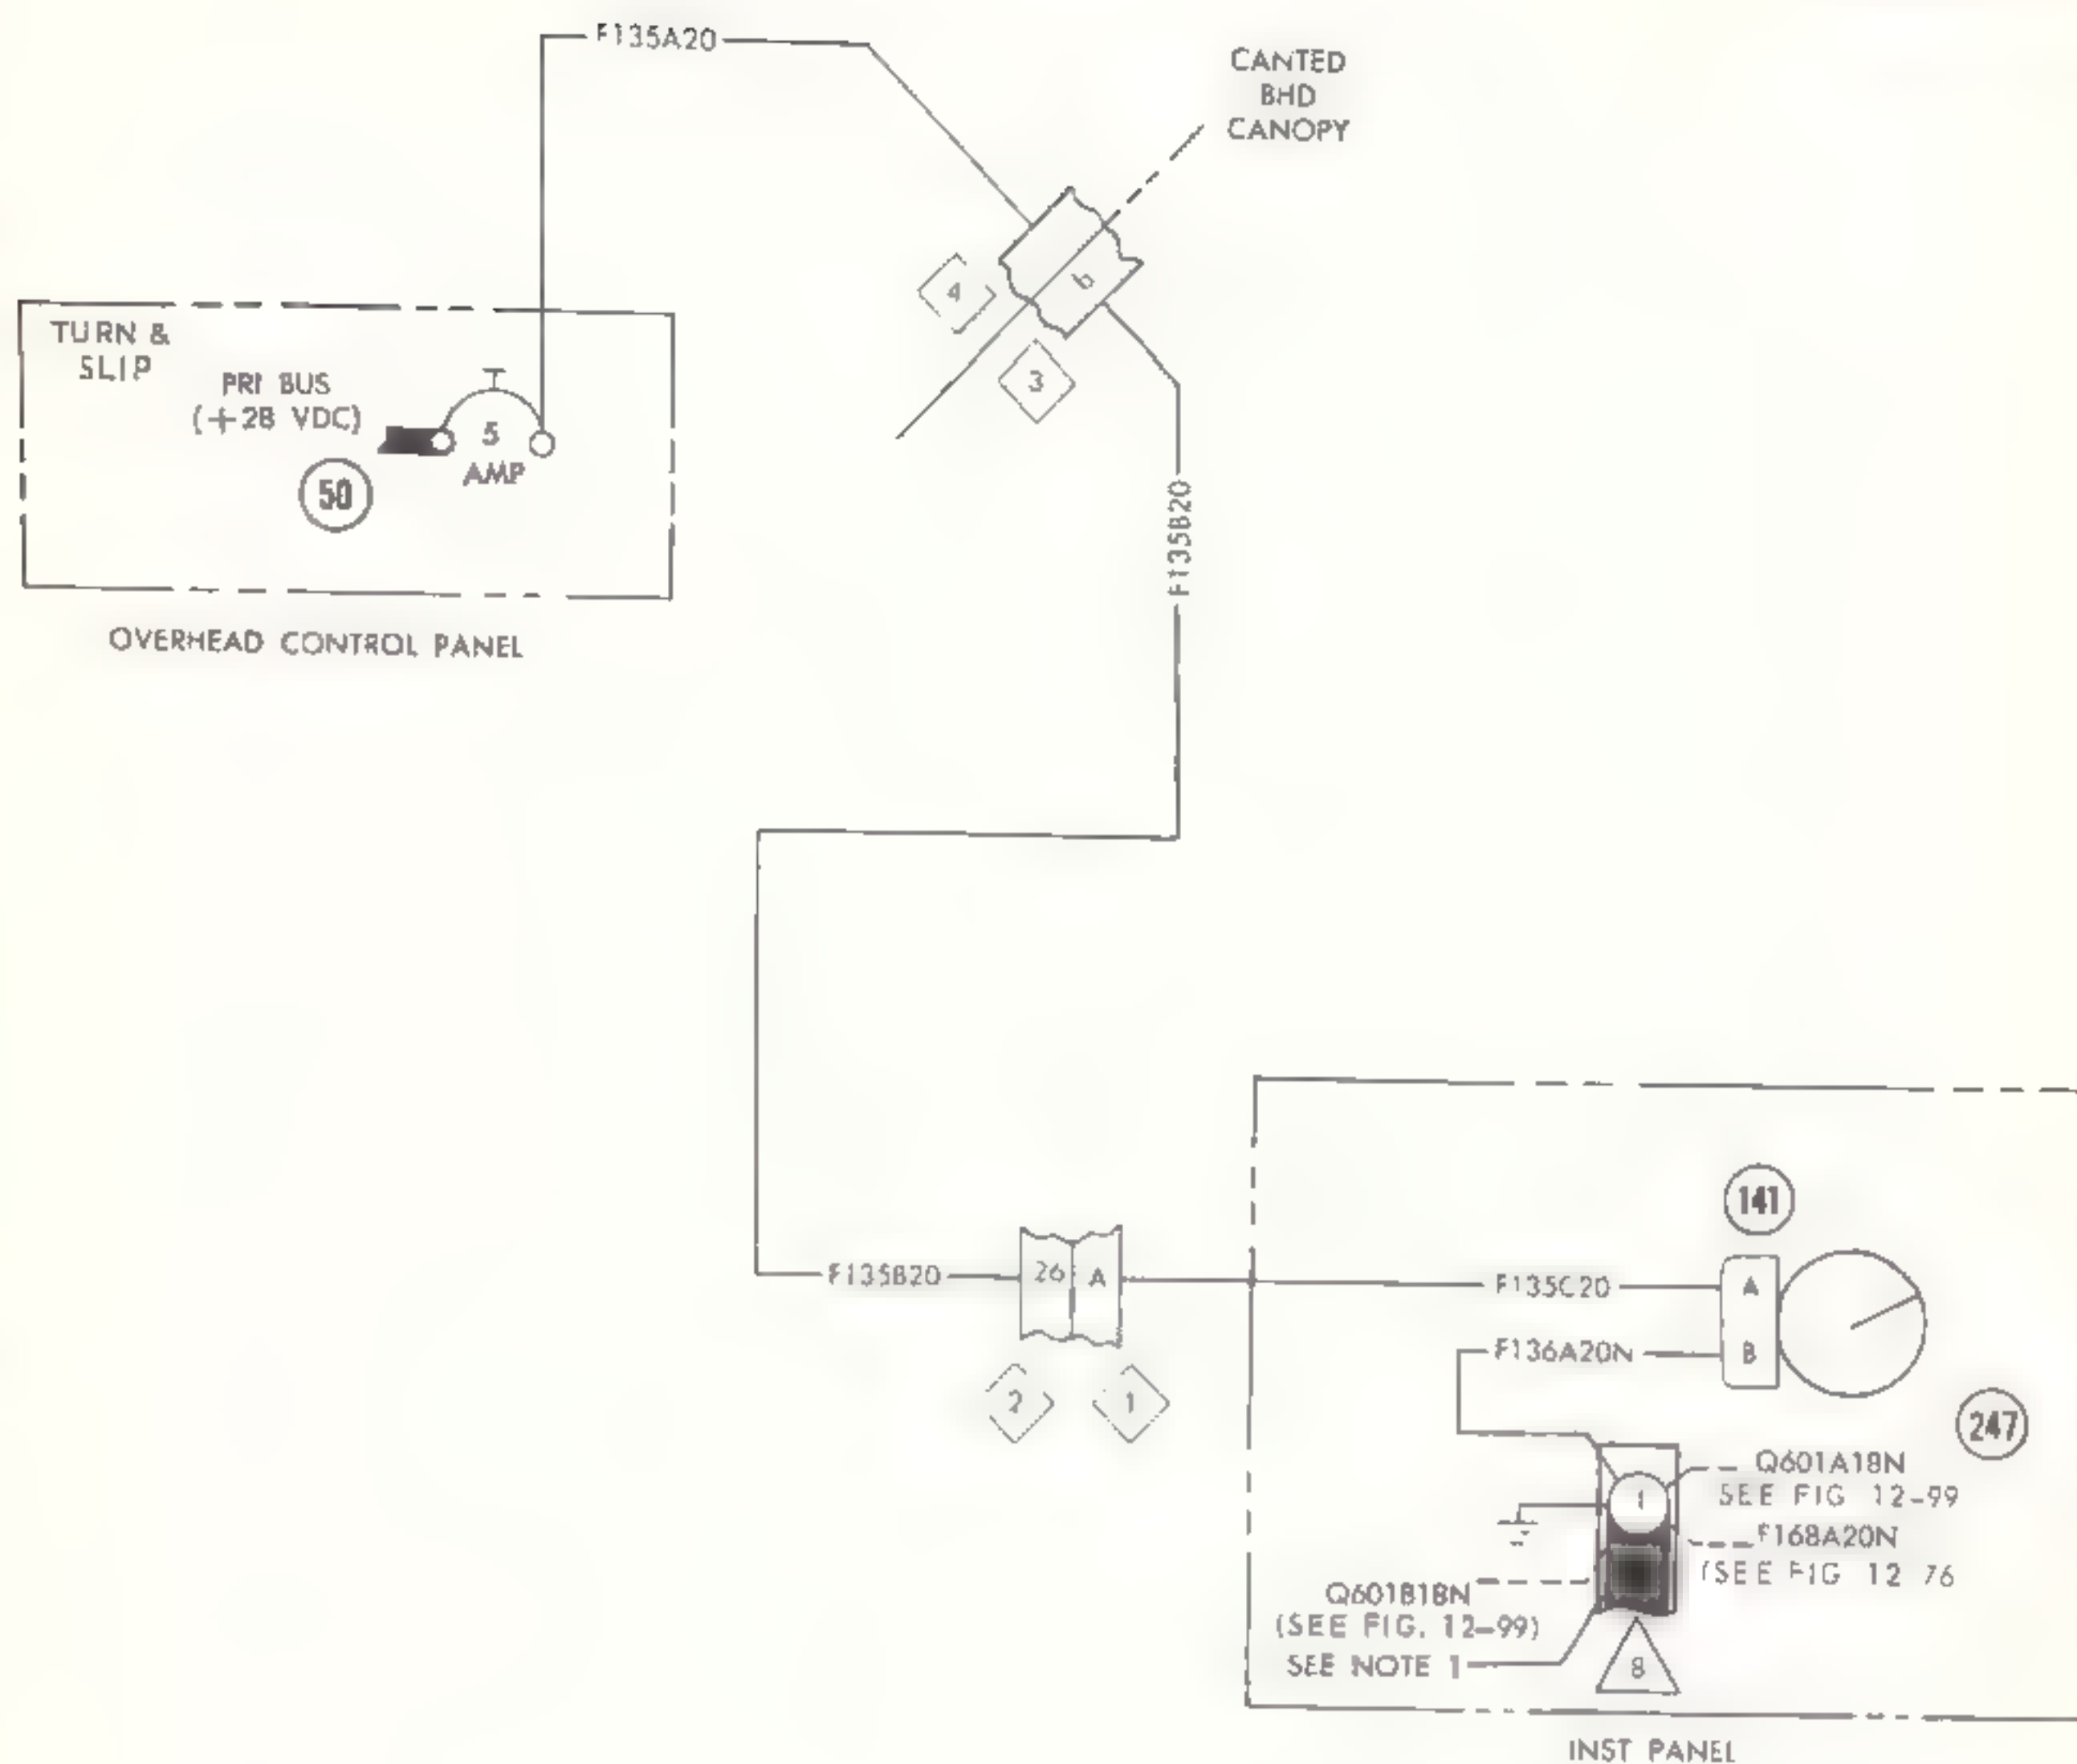 F135A20
CANTED
BHD
CANOPY
b
4
3
TURN &
SLIP
PRI BUS
(+28 VDC)
5
AMP
50
F135B20
OVERHEAD CONTROL PANEL
141
F135B20
26 A
F135C20
A
F136A20N
B
2
1
247
Q601A18N
SEE FIG 12-99
1
F168A20N
(SEE FIG 12 76
Q601B18N
(SEE FIG. 12-99)
SEE NOTE 1
8
INST PANEL